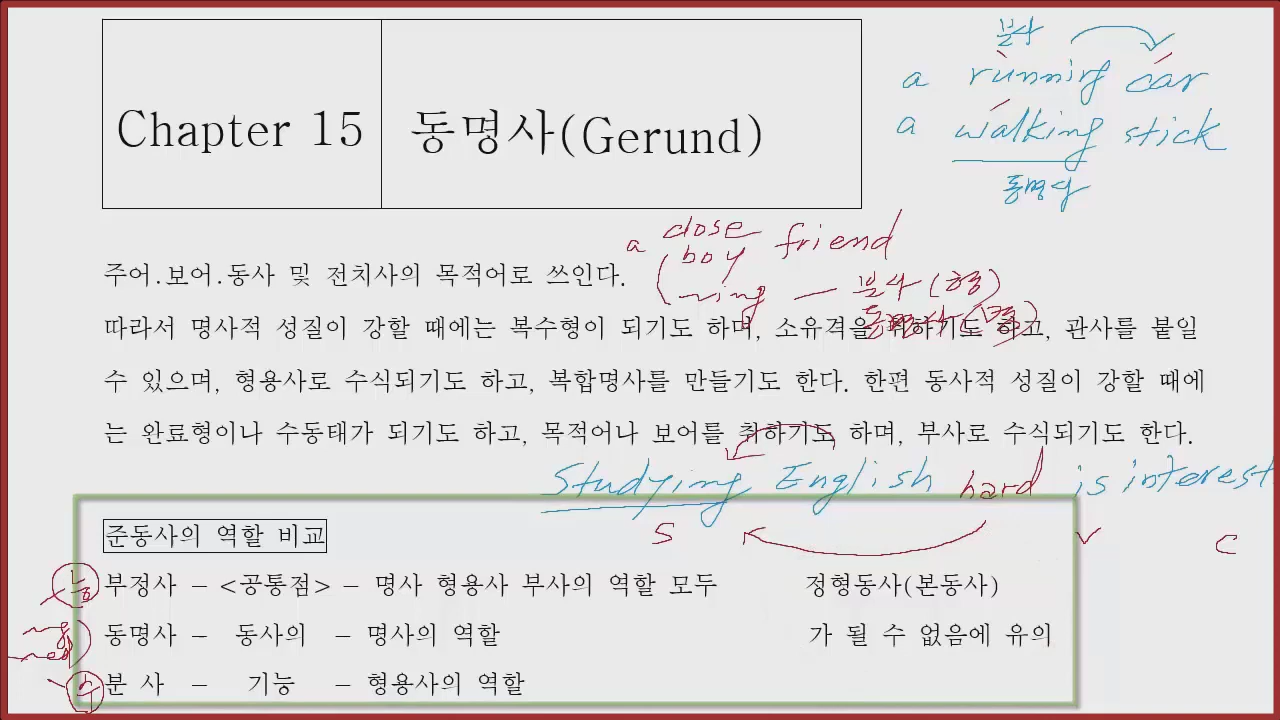 분사
a running car
Chapter 15 동명사(Gerund)
a walking stick
동명사
a close friend
boy
주어.보어.동사 및 전치사의 목적어로 쓰인다.
~ing - 분사(형)
동명사(명)
따라서 명사적 성질이 강할 때에는 복수형이 되기도 하며, 소유격을 취하기도 하고, 관사를 붙일
수 있으며, 형용사로 수식되기도 하고, 복합명사를 만들기도 한다. 한편 동사적 성질이 강할 때에
는 완료형이나 수동태가 되기도 하고, 목적어나 보어를 취하기도 하며, 부사로 수식되기도 한다.
Studying English hard is interest
S V C
준동사의 역할 비교
능 부정사 – <공통점> – 명사 형용사 부사의 역할 모두 정형동사(본동사)
동명사 – 동사의 – 명사의 역할 가 될 수 없음에 유의
수 분 사 – 기능 – 형용사의 역할